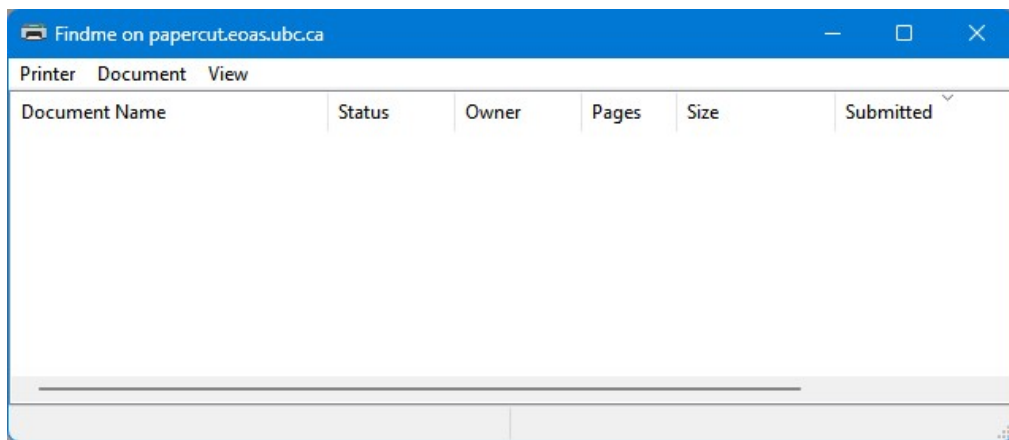 Findme on papercut.eoas.ubc.ca
Printer Document View
Document Name Status Owner Pages Size Submitted